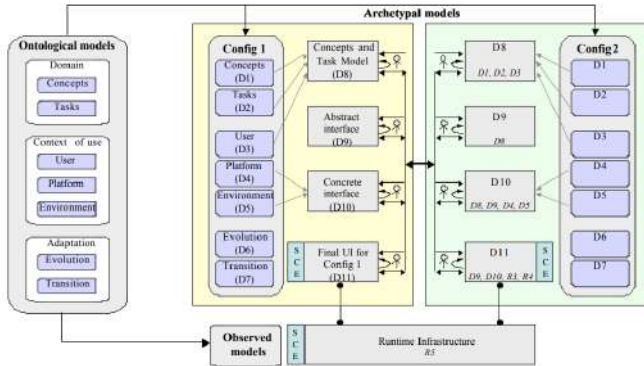 Archetypal models
Ontological models
Domain
Concepts
Tasks
Context of use
User
Platform
Environment
Adaptation
Evolution
Transition
Config 1
Concepts
(D1)
Tasks
(D2)
User
(D3)
Platform
(D4)
Environment
(D5)
Evolution
(D6)
Transition
(D7)
Concepts and
Task Model
(D8)
Abstract
interface
(D9)
Concrete
interface
(D10)
S
C
E
Final UI for
Config 1
(D11)
D8
D1, D2, D3
D9
D8
D10
D8, D9, D4, D5
D11
D9, D10, R3, R4
S
C
E
Config 2
D1
D2
D3
D4
D5
D6
D7
Observed
models
S
C
E
Runtime Infrastructure
R5